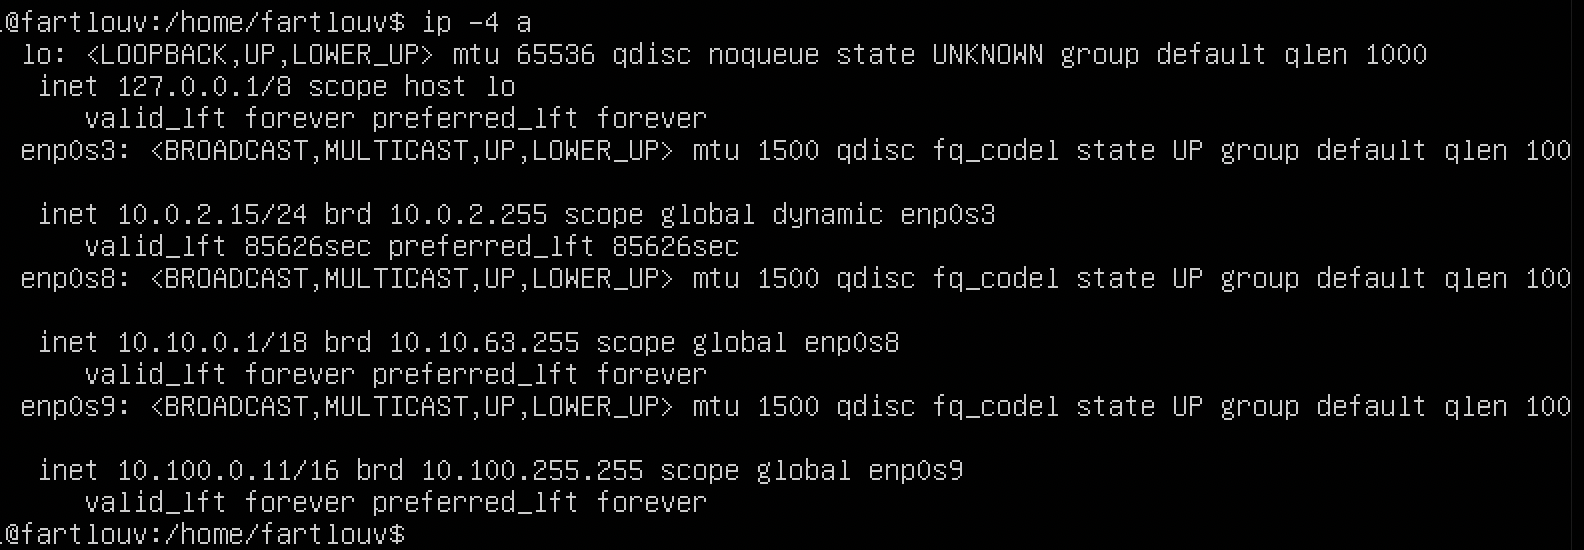 @fartlouv:/home/fartlouv$ ip -4 a
lo: <LOOPBACK,UP,LOWER_UP> mtu 65536 qdisc noqueue state UNKNOWN group default qlen 1000
inet 127.0.0.1/8 scope host lo
valid_lft forever preferred_lft forever
enp0s3: <BROADCAST,MULTICAST,UP,LOWER_UP> mtu 1500 qdisc fq_codel state UP group default qlen 100
inet 10.0.2.15/24 brd 10.0.2.255 scope global dynamic enp0s3
valid_lft 85626sec preferred_lft 85626sec
enp0s8: <BROADCAST,MULTICAST,UP,LOWER_UP> mtu 1500 qdisc fq_codel state UP group default qlen 100
inet 10.10.0.1/18 brd 10.10.63.255 scope global enp0s8
valid_lft forever preferred_lft forever
enp0s9: <BROADCAST,MULTICAST,UP,LOWER_UP> mtu 1500 qdisc fq_codel state UP group default qlen 100
inet 10.100.0.11/16 brd 10.100.255.255 scope global enp0s9
valid_lft forever preferred_lft forever
@fartlouv:/home/fartlouv$